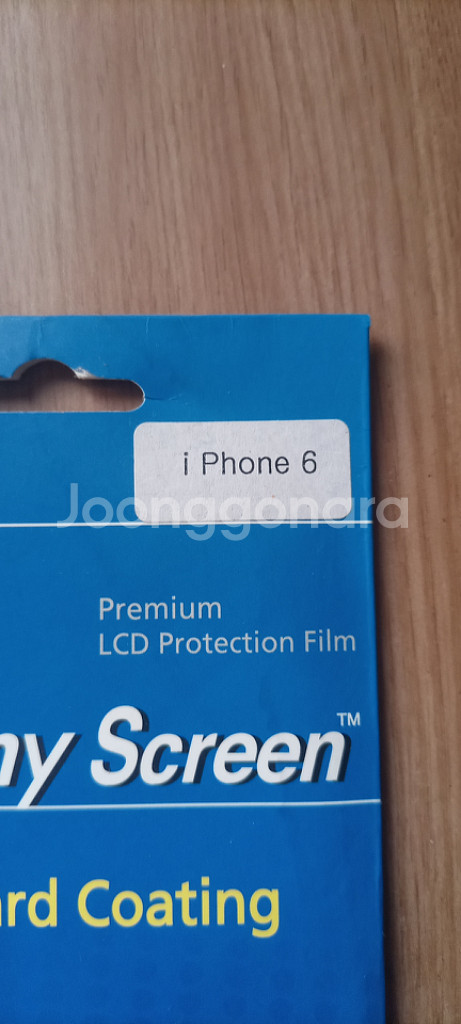 i Phone 6
Joonggonara
Premium
LCD Protection Film
Screen™
Coating